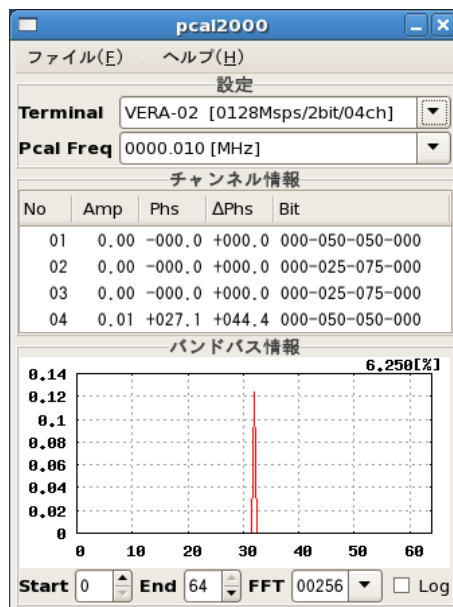 pcal2000
ファイル(F) ヘルプ(H)
設定
Terminal VERA-02 [0128Msps/2bit/04ch]
Pcal Freq 0000.010 [MHz]
チャンネル情報
No Amp Phs ΔPhs Bit
01 0.00 -000.0 +000.0 000-050-050-000
02 0.00 -000.0 +000.0 000-025-075-000
03 0.00 -000.0 +000.0 000-025-075-000
04 0.01 +027.1 +044.4 000-050-050-000
バンドパス情報
6.250[%]
0.14
0.12
0.1
0.08
0.06
0.04
0.02
0
0 10 20 30 40 50 60
Start 0 End 64 FFT 00256 Log